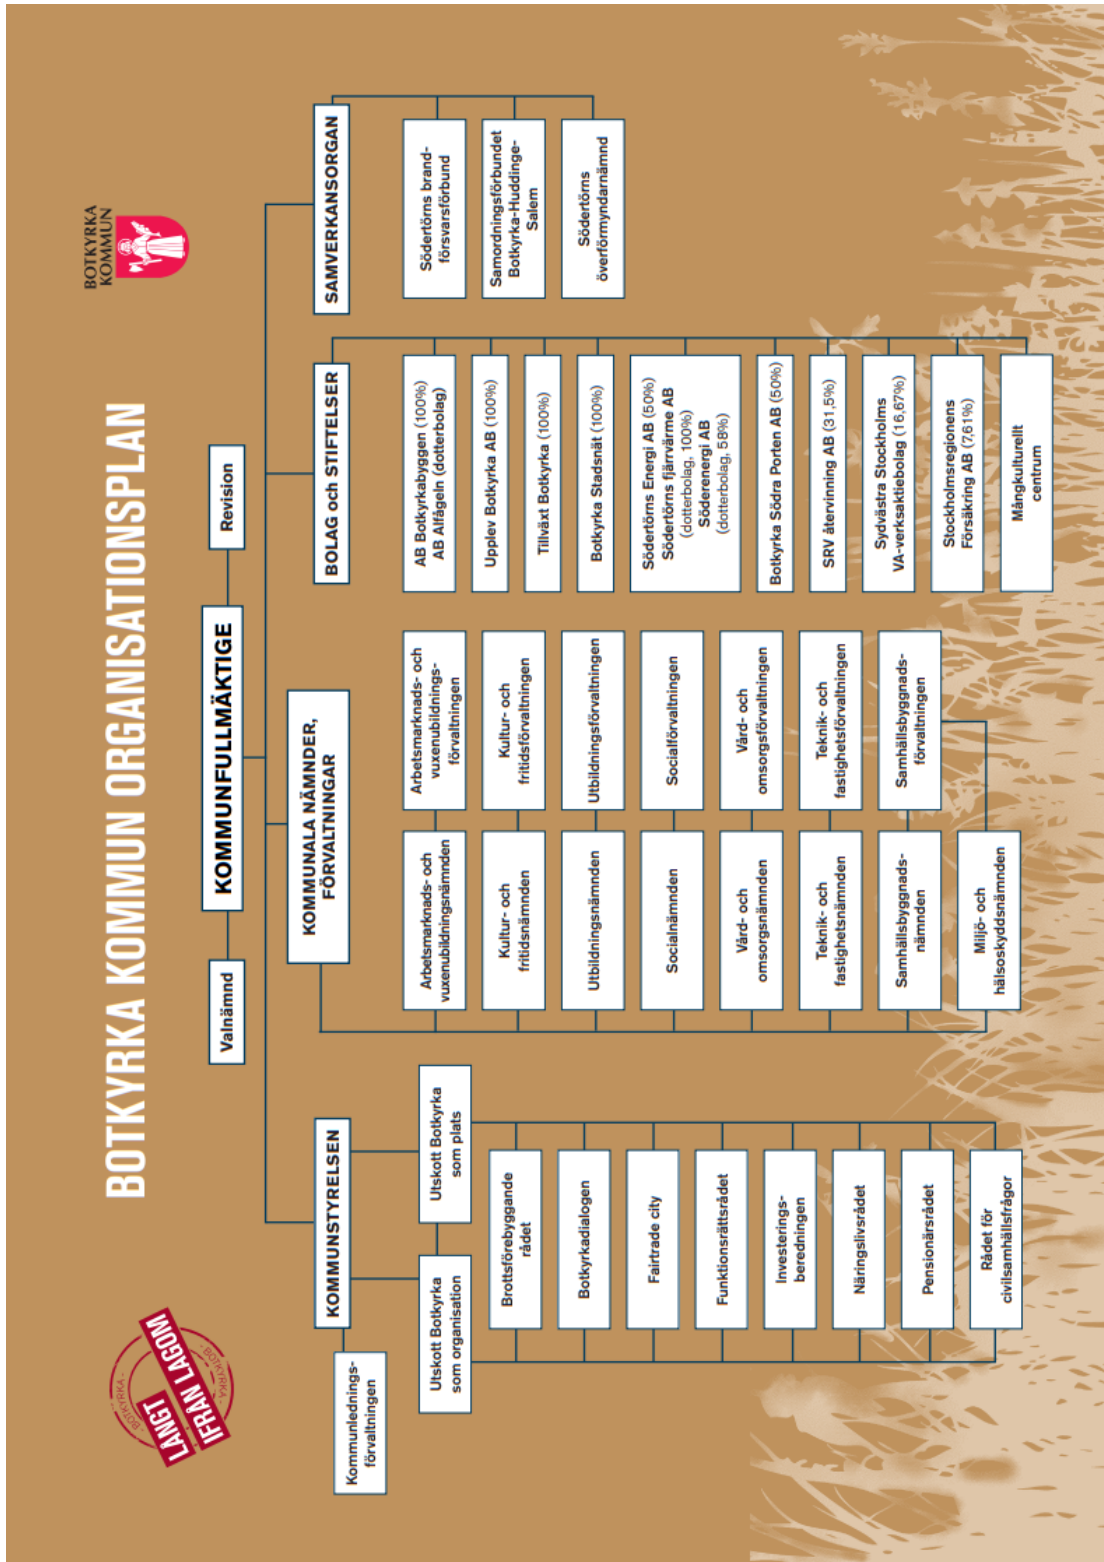 BOTKYRKA KOMMUN ORGANISATIONSPLAN
BOTKYRKA
KOMMUN
LÅNGT
IFRÅN LAGOM
- BOTKYRKA -
- BOTKYRKA -
Valnämnd
KOMMUNFULLMÄKTIGE
Revision
KOMMUNSTYRELSEN
Kommunlednings-
förvaltningen
Utskott Botkyrka
som organisation
Utskott Botkyrka
som plats
Brottsförebyggande
rådet
Botkyrkadialogen
Fairtrade city
Funktionsrättsrådet
Investerings-
beredningen
Näringslivsrådet
Pensionärsrådet
Rådet för
civilsamhällsfrågor
KOMMUNALA NÄMNDER,
FÖRVALTNINGAR
Arbetsmarknads- och
vuxenubildningsnämnden
Arbetsmarknads- och
vuxenubildnings-
förvaltningen
Kultur- och
fritidsnämnden
Kultur- och
fritidsförvaltningen
Utbildningsnämnden
Utbildningsförvaltningen
Socialnämnden
Socialförvaltningen
Vård- och
omsorgsnämnden
Vård- och
omsorgsförvaltningen
Teknik- och
fastighetsnämnden
Teknik- och
fastighetsförvaltningen
Samhällsbyggnads-
nämnden
Samhällsbyggnads-
förvaltningen
Miljö- och
hälsoskyddsnämnden
BOLAG och STIFTELSER
AB Botkyrkabyggen (100%)
AB Alfågeln (dotterbolag)
Upplev Botkyrka AB (100%)
Tillväxt Botkyrka (100%)
Botkyrka Stadsnät (100%)
Södertörns Energi AB (50%)
Södertörns fjärrvärme AB
(dotterbolag, 100%)
Söderenergi AB
(dotterbolag, 58%)
Botkyrka Södra Porten AB (50%)
SRV återvinning AB (31,5%)
Sydvästra Stockholms
VA-verksaktiebolag (16,67%)
Stockholmsregionens
Försäkring AB (7,61%)
Mångkulturellt
centrum
SAMVERKANSORGAN
Södertörns brand-
försvarsförbund
Samordningsförbundet
Botkyrka-Huddinge-
Salem
Södertörns
överförmyndarnämnd